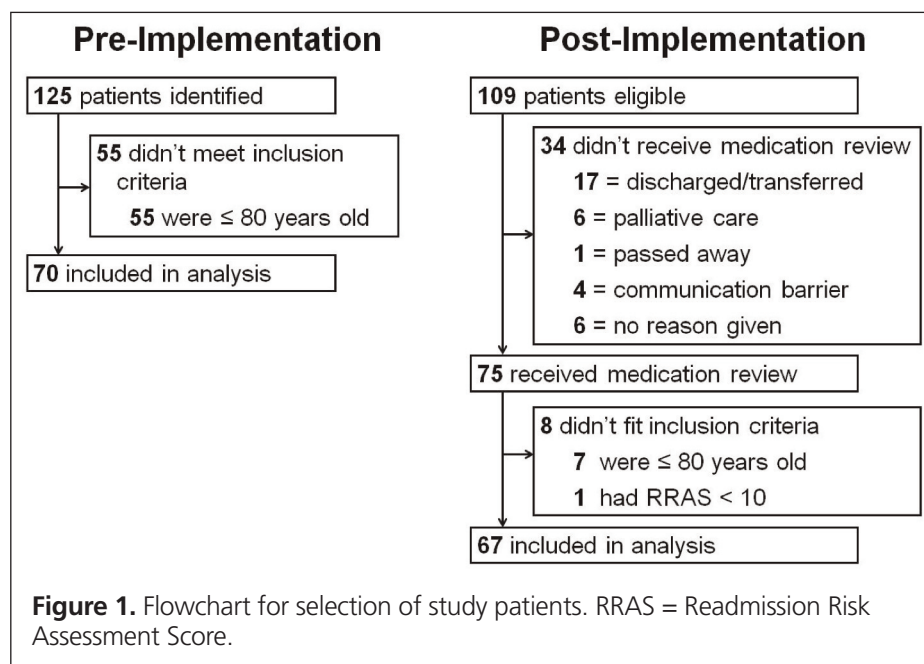 Pre-Implementation
125 patients identified
55 didn't meet inclusion
criteria
55 were ≤ 80 years old
70 included in analysis
Post-Implementation
109 patients eligible
34 didn't receive medication review
17 = discharged/transferred
6 = palliative care
1 = passed away
4 = communication barrier
6 = no reason given
75 received medication review
8 didn't fit inclusion criteria
7 were ≤ 80 years old
1 had RRAS < 10
67 included in analysis
Figure 1. Flowchart for selection of study patients. RRAS = Readmission Risk
Assessment Score.